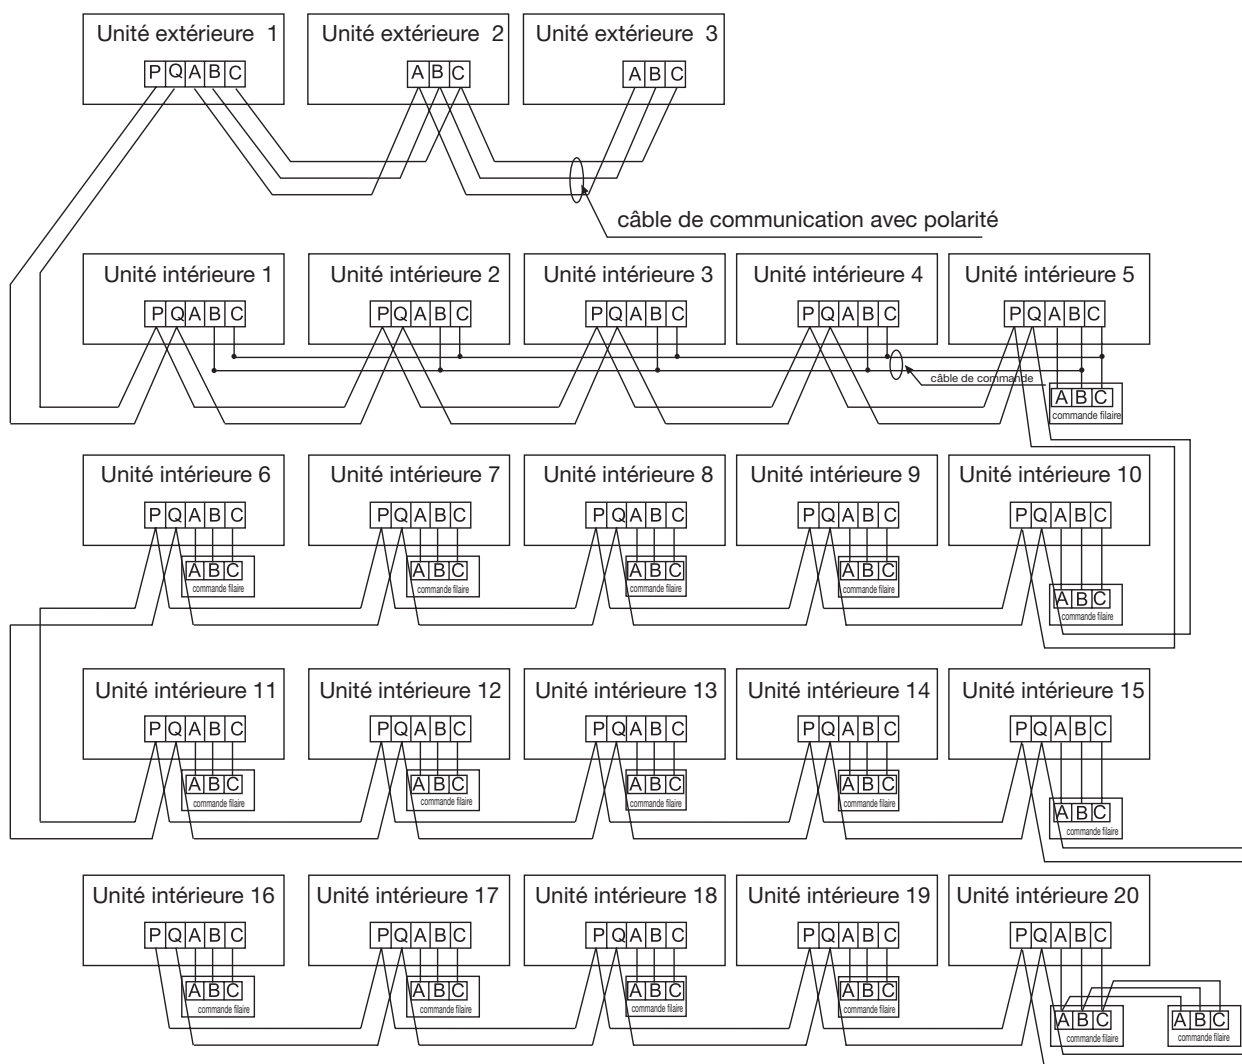 Unité extérieure 1 Unité extérieure 2 Unité extérieure 3
P Q A B C A B C A B C
câble de communication avec polarité
Unité intérieure 1 Unité intérieure 2 Unité intérieure 3 Unité intérieure 4 Unité intérieure 5
P Q A B C P Q A B C P Q A B C P Q A B C P Q A B C
câble de commande
A B C
commande filaire
Unité intérieure 6 Unité intérieure 7 Unité intérieure 8 Unité intérieure 9 Unité intérieure 10
P Q A B C P Q A B C P Q A B C P Q A B C P Q A B C
A B C A B C A B C A B C A B C
commande filaire commande filaire commande filaire commande filaire commande filaire
Unité intérieure 11 Unité intérieure 12 Unité intérieure 13 Unité intérieure 14 Unité intérieure 15
P Q A B C P Q A B C P Q A B C P Q A B C P Q A B C
A B C A B C A B C A B C A B C
commande filaire commande filaire commande filaire commande filaire commande filaire
Unité intérieure 16 Unité intérieure 17 Unité intérieure 18 Unité intérieure 19 Unité intérieure 20
P Q A B C P Q A B C P Q A B C P Q A B C P Q A B C
A B C A B C A B C A B C A B C A B C
commande filaire commande filaire commande filaire commande filaire commande filaire commande filaire